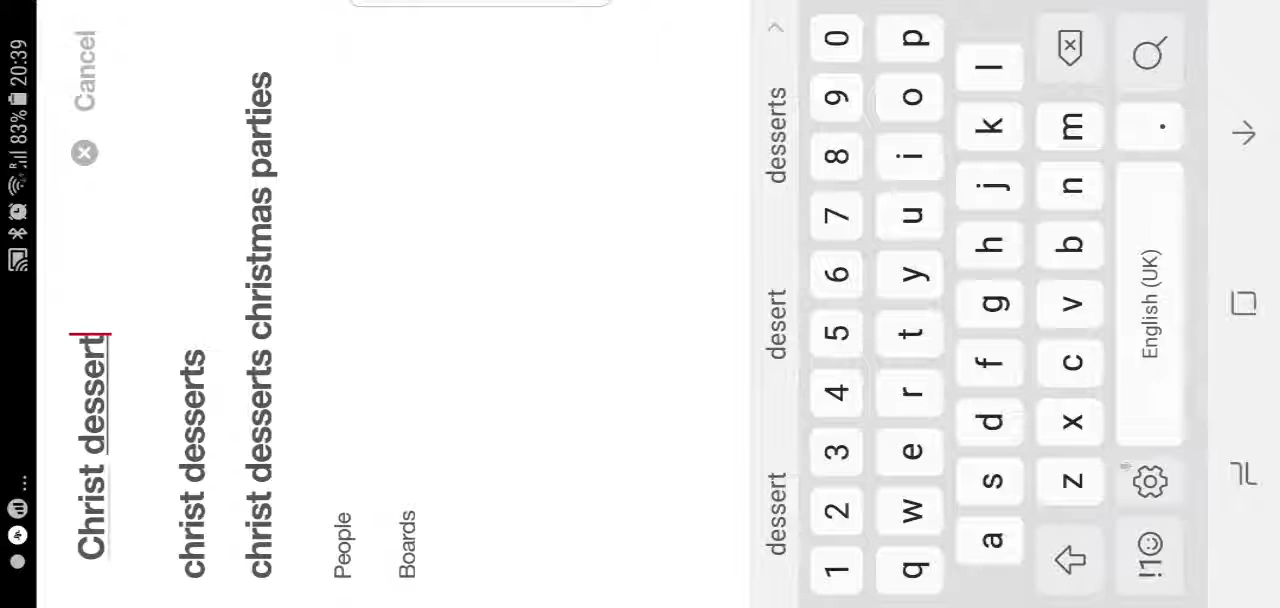 83% 20:39
Christ dessert Cancel
christ desserts
christ desserts christmas parties
People
Boards
dessert desert desserts
1 2 3 4 5 6 7 8 9 0
q w e r t y u i o p
a s d f g h j k l
z x c v b n m
!1☺ English (UK) .